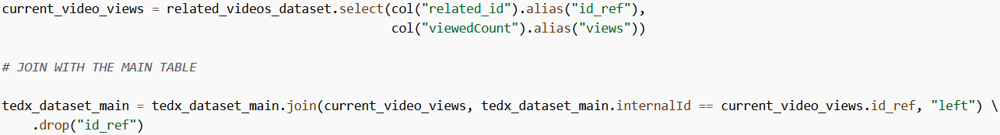 current_video_views = related_videos_dataset.select(col("related_id").alias("id_ref"),
col("viewedCount").alias("views"))
# JOIN WITH THE MAIN TABLE
tedx_dataset_main = tedx_dataset_main.join(current_video_views, tedx_dataset_main.internalId == current_video_views.id_ref, "left") \
.drop("id_ref")